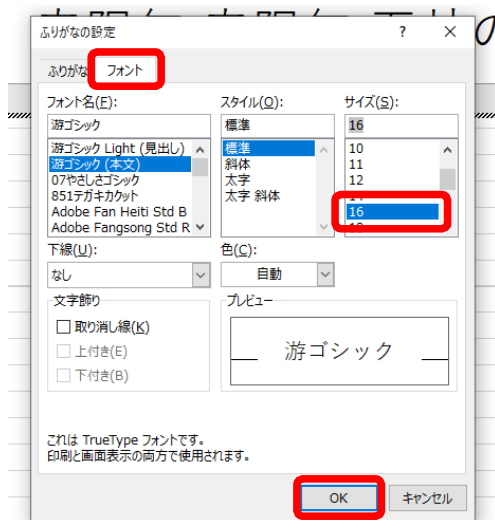 ふりがなの設定 ? ×
ふりがな フォント
フォント名(F): スタイル(O): サイズ(S):
游ゴシック 標準 16
游ゴシック Light (見出し) 標準 10
游ゴシック (本文) 斜体 11
07やさしさゴシック 太字 12
851テガキカクット 太字 斜体
Adobe Fan Heiti Std B 16
Adobe Fangsong Std R
下線(U): 色(C):
なし 自動
文字飾り プレビュー
取り消し線(K)
上付き(E) 游ゴシック
下付き(B)
これは TrueType フォントです。
印刷と画面表示の両方で使用されます。
OK キャンセル